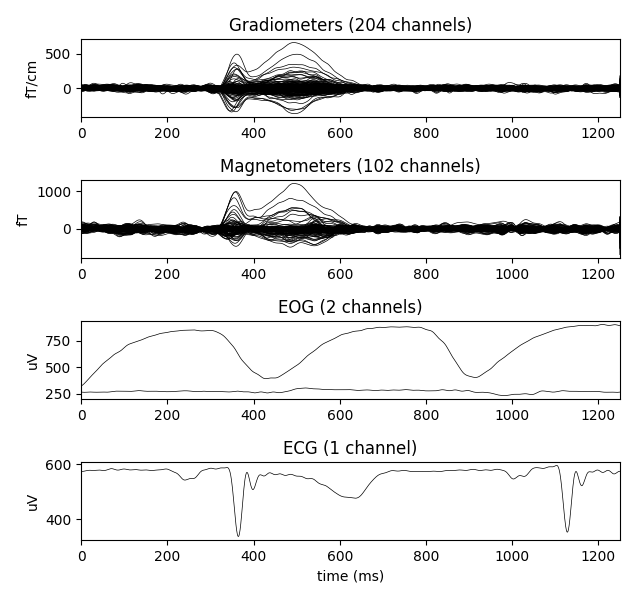 Gradiometers (204 channels)
500
0
fT/cm
0 200 400 600 800 1000 1200
Magnetometers (102 channels)
1000
0
fT
0 200 400 600 800 1000 1200
EOG (2 channels)
750
500
250
uV
0 200 400 600 800 1000 1200
ECG (1 channel)
600
400
uV
0 200 400 600 800 1000 1200
time (ms)